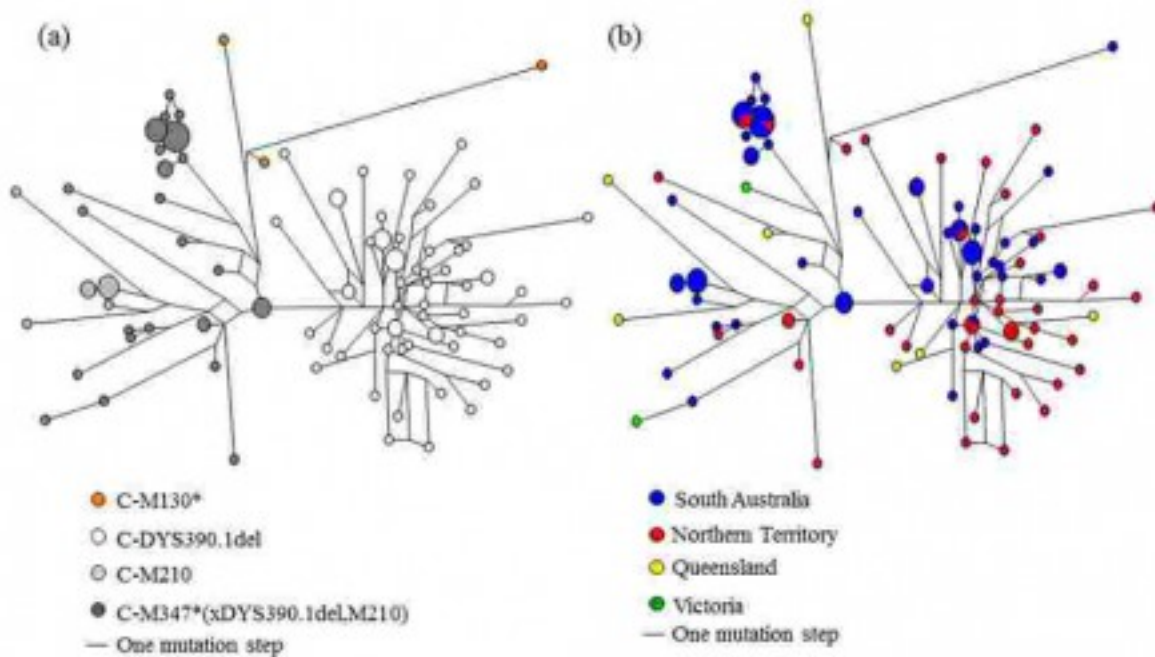 (a)
(b)
C-M130*
C-DYS390.1del
C-M210
C-M347*(xDYS390.1del,M210)
One mutation step
South Australia
Northern Territory
Queensland
Victoria
One mutation step